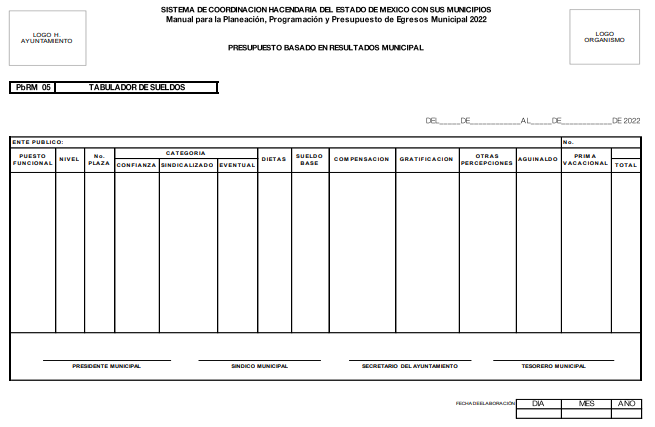 SISTEMA DE COORDINACION HACENDARIA DEL ESTADO DE MEXICO CON SUS MUNICIPIOS
Manual para la Planeación, Programación y Presupuesto de Egresos Municipal 2022
LOGO H.
AYUNTAMIENTO
LOGO
ORGANISMO
PRESUPUESTO BASADO EN RESULTADOS MUNICIPAL
PbRM 05 TABULADOR DE SUELDOS
DEL_____DE____________AL_____DE____________DE 2022
ENTE PUBLICO: No.
PUESTO FUNCIONAL
NIVEL
No. PLAZA
CATEGORIA
CONFIANZA SINDICALIZADO EVENTUAL
DIETAS
SUELDO BASE
COMPENSACION
GRATIFICACION
OTRAS PERCEPCIONES
AGUINALDO
PRIMA VACACIONAL
TOTAL
PRESIDENTE MUNICIPAL SINDICO MUNICIPAL SECRETARIO DEL AYUNTAMIENTO TESORERO MUNICIPAL
FECHA DE ELABORACIÓN DIA MES ANO